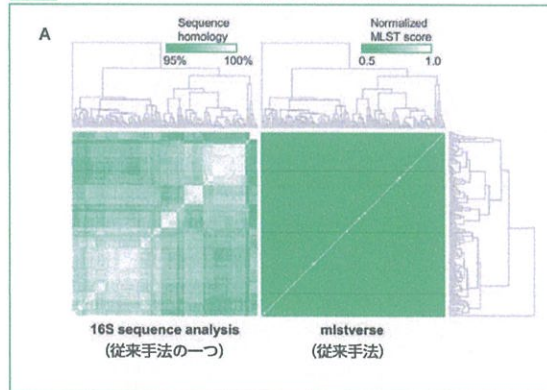 A
Sequence
homology
95% 100%
Normalized
MLST score
0.5 1.0
16S sequence analysis
(従来手法の一つ)
mlstverse
(従来手法)